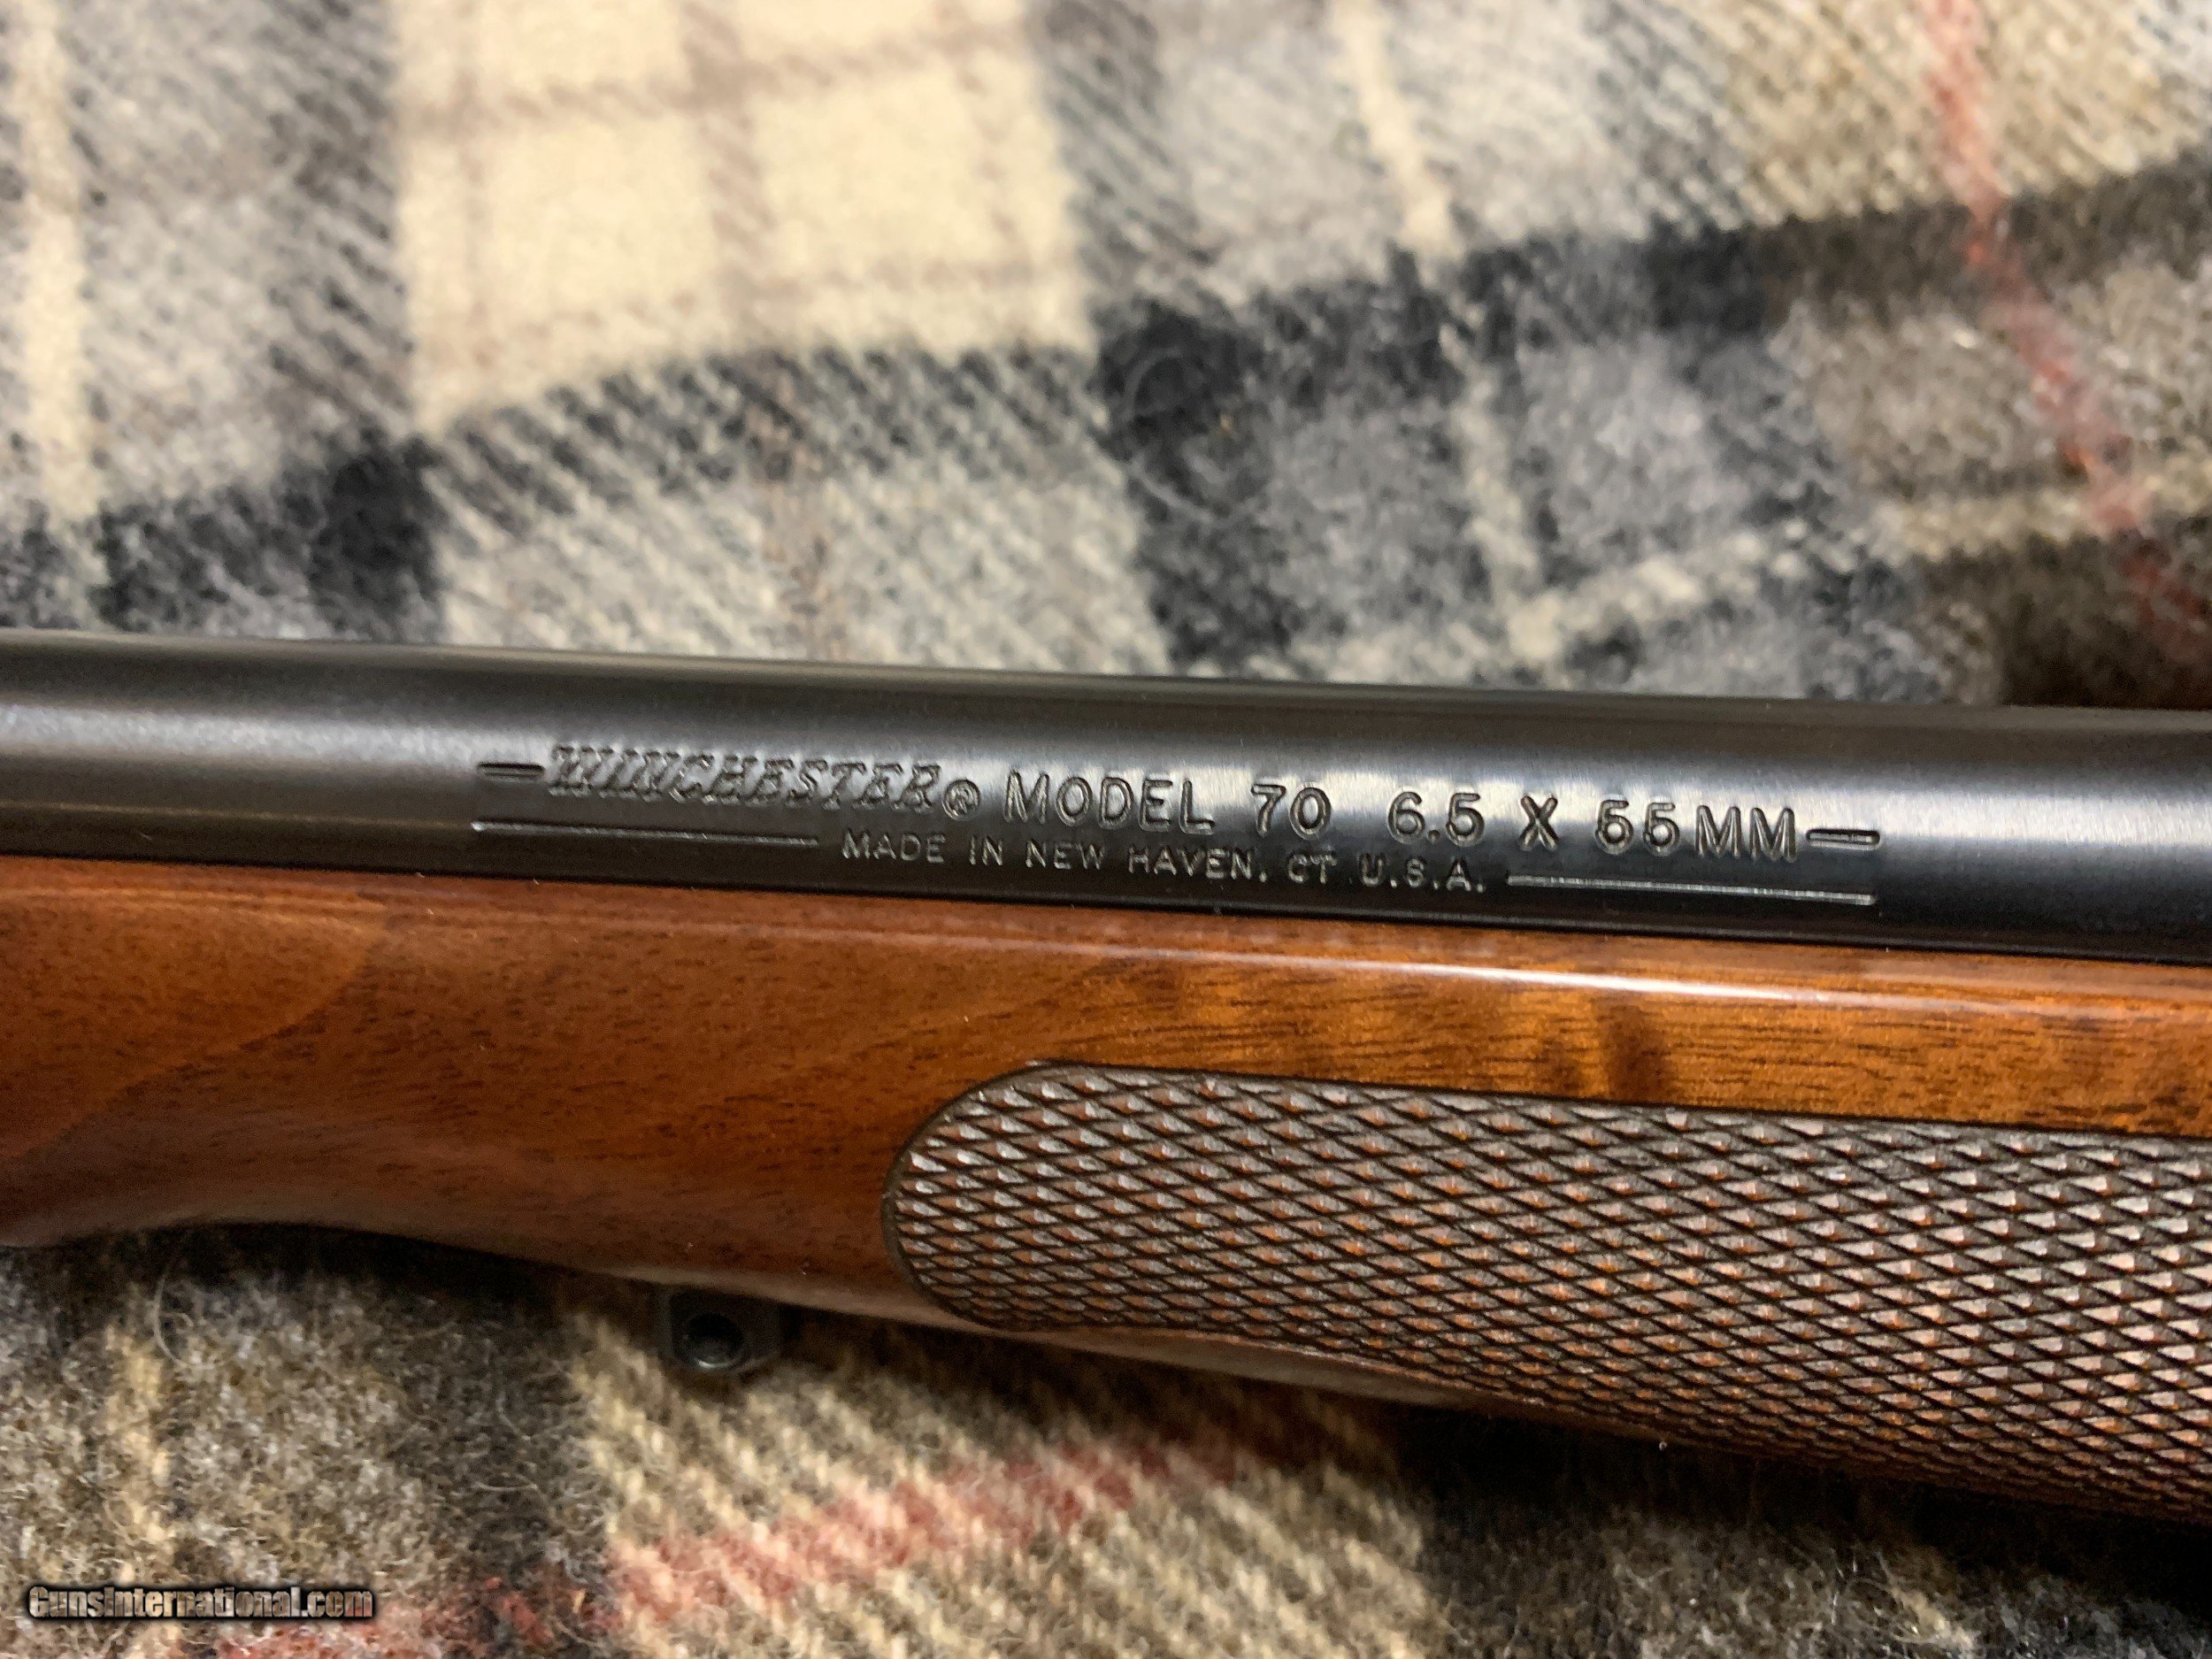 WINCHESTER® MODEL 70 6.5 X 55MM
MADE IN NEW HAVEN, CT U.S.A.
GunsInternational.com